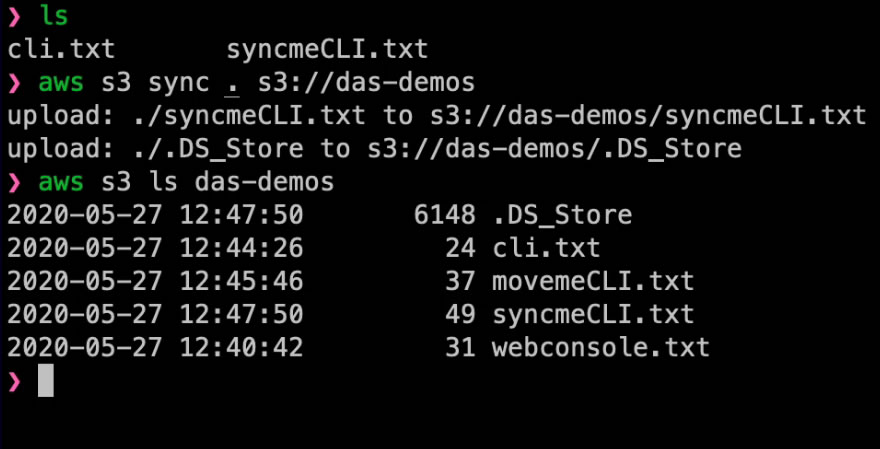 ❯ ls
cli.txt       syncmeCLI.txt
❯ aws s3 sync . s3://das-demos
upload: ./syncmeCLI.txt to s3://das-demos/syncmeCLI.txt
upload: ./.DS_Store to s3://das-demos/.DS_Store
❯ aws s3 ls das-demos
2020-05-27 12:47:50       6148 .DS_Store
2020-05-27 12:44:26         24 cli.txt
2020-05-27 12:45:46         37 movemeCLI.txt
2020-05-27 12:47:50         49 syncmeCLI.txt
2020-05-27 12:40:42         31 webconsole.txt
❯